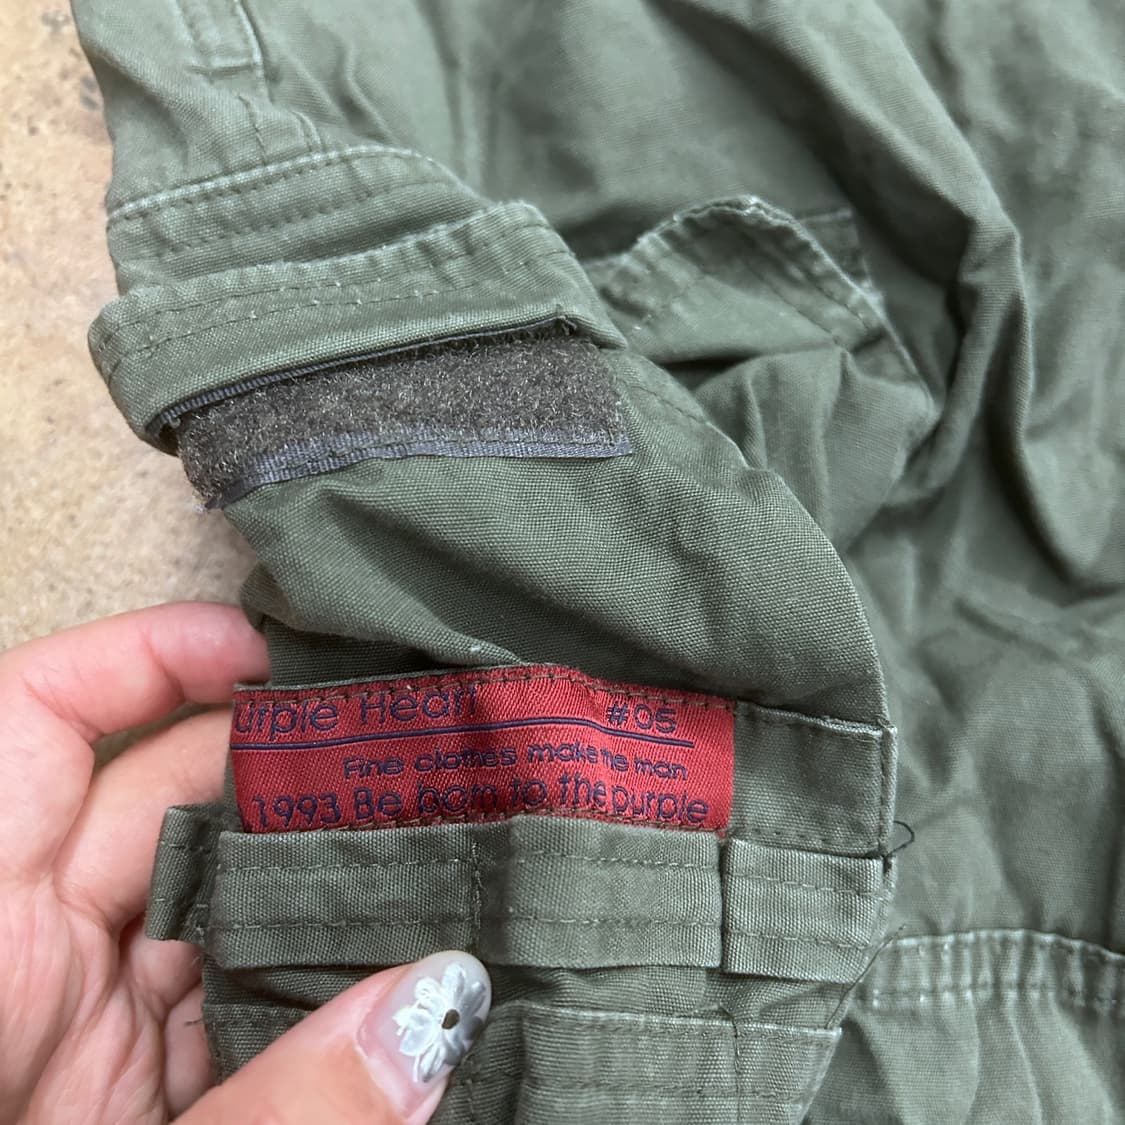 urple Heart #05
Fine clothes make the man
1993 Be born to the purple